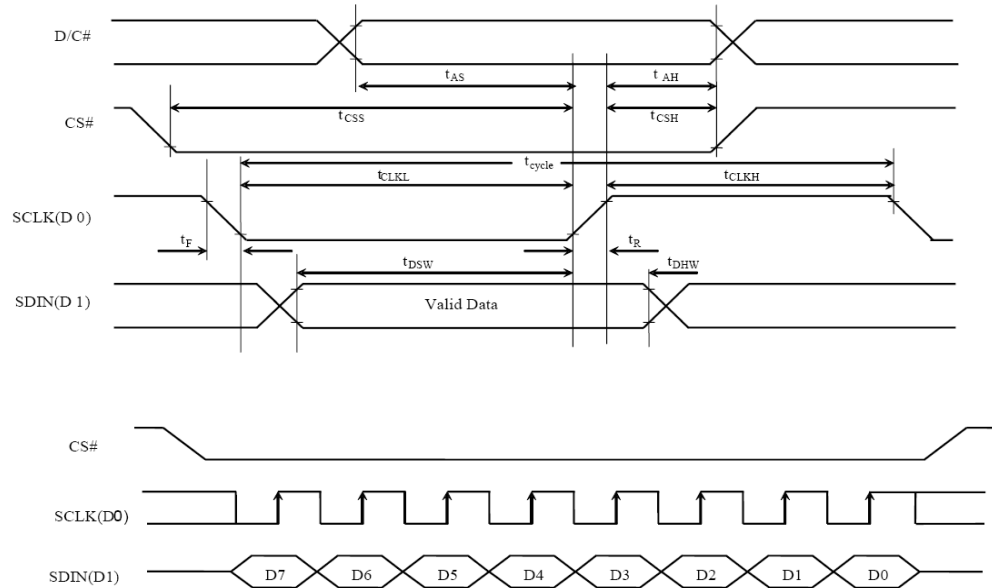 D/C#
tAS
tAH
CS#
tCSS
tCSH
tcycle
tCLKL
tCLKH
SCLK(D 0)
tF
tR
tDSW
tDHW
SDIN(D 1)
Valid Data
CS#
SCLK(D0)
SDIN(D1)
D7 D6 D5 D4 D3 D2 D1 D0